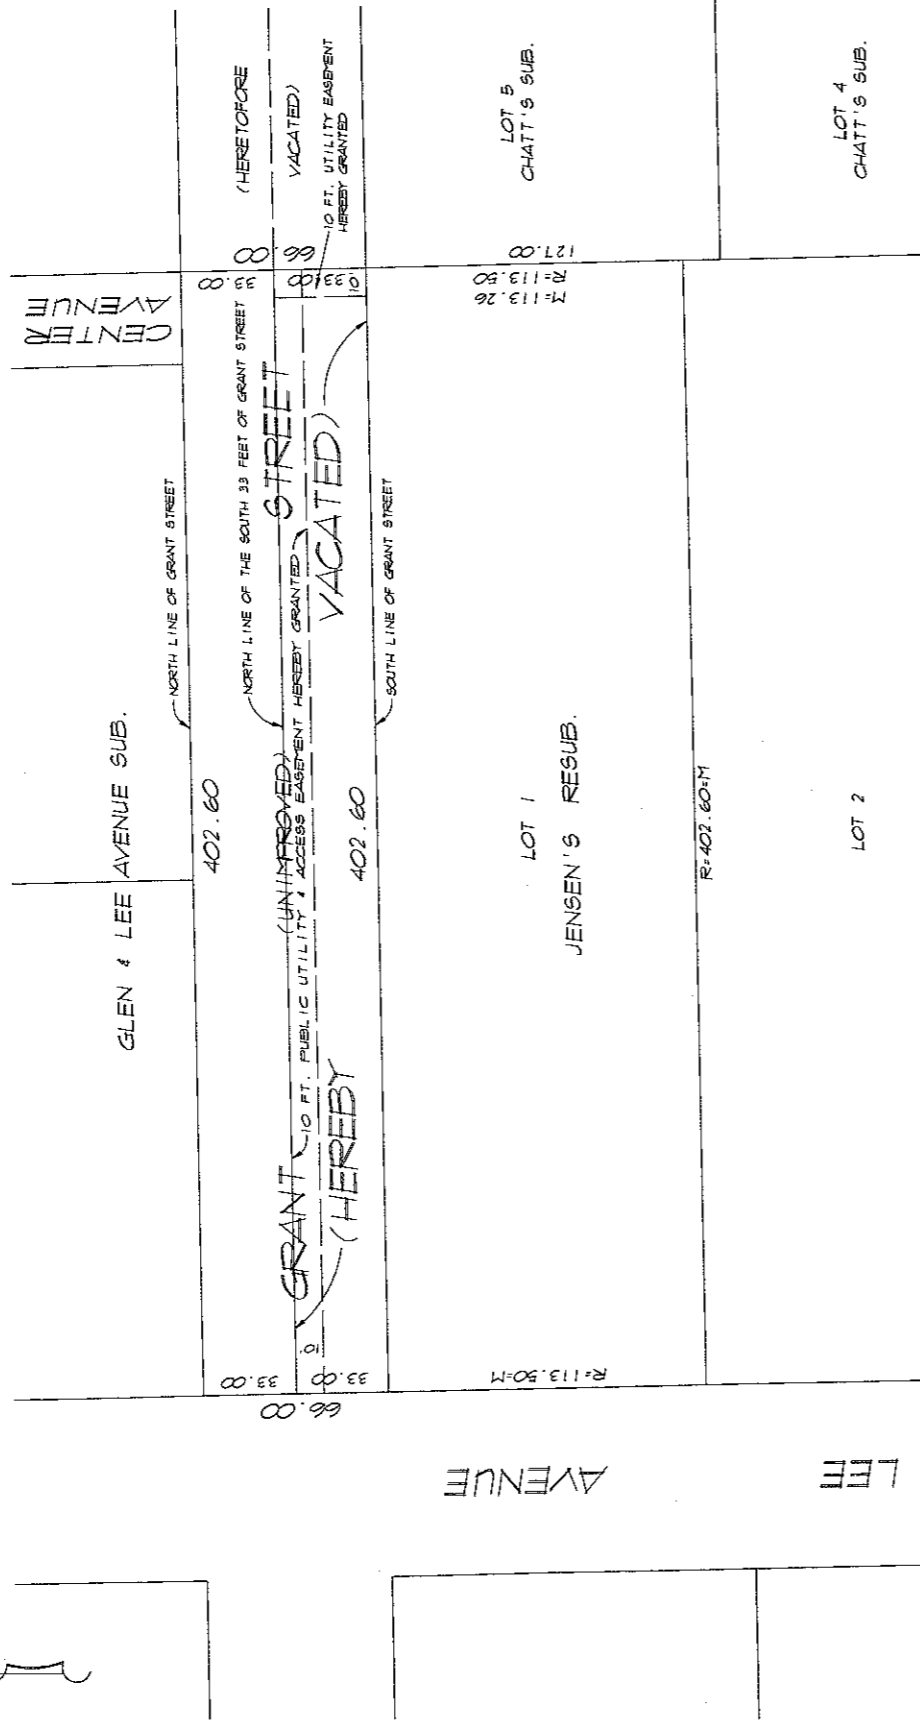 GLEN & LEE AVENUE SUB.
CENTER
AVENUE
NORTH LINE OF GRANT STREET
402.60
33.00
33.00
66.00
(HERETOFORE
VACATED)
NORTH LINE OF THE SOUTH 33 FEET OF GRANT STREET
GRANT
STREET
(UNIMPROVED)
10 FT. PUBLIC UTILITY & ACCESS EASEMENT HEREBY GRANTED
10'
33.00
33.00
10'
66.00
10 FT. UTILITY EASEMENT
HEREBY GRANTED
(HEREBY
VACATED)
402.60
SOUTH LINE OF GRANT STREET
R=113.50=M
LOT 1
JENSEN'S RESUB.
M=113.26
R=113.50
127.00
LOT 5
CHATT'S SUB.
R=402.60=M
LOT 2
LOT 4
CHATT'S SUB.
LEE
AVENUE